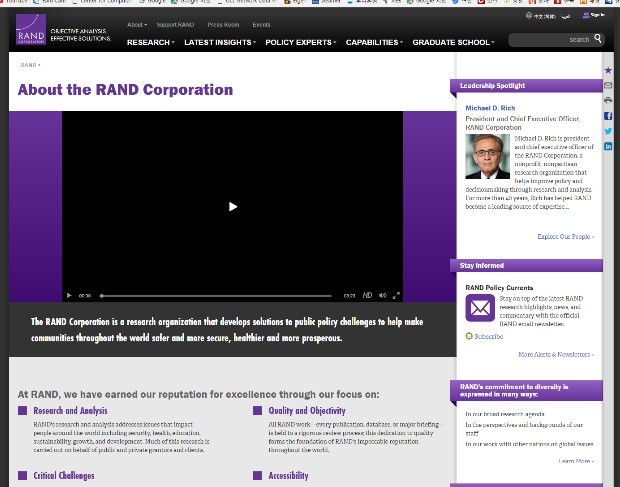 About
Support RAND
Press Room
Events
Sign in
RAND
CORPORATION
OBJECTIVE ANALYSIS.
EFFECTIVE SOLUTIONS.
RESEARCH
LATEST INSIGHTS
POLICY EXPERTS
CAPABILITIES
GRADUATE SCHOOL
search
RAND
About the RAND Corporation
00:00
HD
The RAND Corporation is a research organization that develops solutions to public policy challenges to help make
communities throughout the world safer and more secure, healthier and more prosperous.
At RAND, we have earned our reputation for excellence through our focus on:
Research and Analysis
RAND's research and analysis addresses issues that impact
people around the world including security, health, education,
sustainability, growth, and development. Much of this research is
carried out on behalf of public and private grantors and clients.
Quality and Objectivity
All RAND work—every publication, database, or major briefing—
is held to a rigorous review process; this dedication to quality
forms the foundation of RAND's impeccable reputation
throughout the world.
Critical Challenges
Accessibility
Leadership Spotlight
Michael D. Rich
President and Chief Executive Officer,
RAND Corporation
Michael D. Rich is president
and chief executive officer of
the RAND Corporation, a
nonprofit, nonpartisan
research organization that
helps improve policy and
decisionmaking through research and analysis.
For more than 40 years, Rich has helped RAND
become a leading source of expertise...
Explore Our People »
Stay Informed
RAND Policy Currents
Stay on top of the latest RAND
research highlights, news, and
commentary with the official
RAND email newsletter.
Subscribe
More Alerts & Newsletters »
RAND's commitment to diversity is
expressed in many ways:
In our broad research agenda
In the perspectives and backgrounds of our
staff
In our work with other nations on global issues
Learn More »